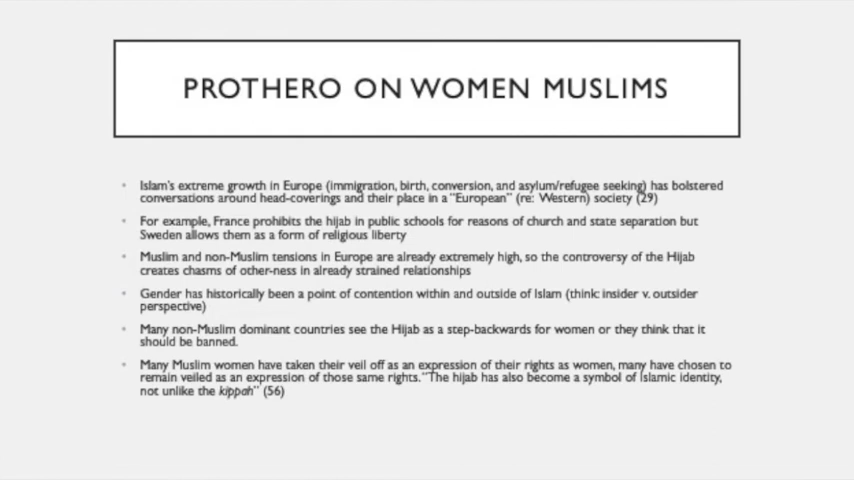 PROTHERO ON WOMEN MUSLIMS
• Islam's extreme growth in Europe (immigration, birth, conversion, and asylum/refugee seeking) has bolstered
conversations around head-coverings and their place in a "European" (re: Western) society (29)
• For example, France prohibits the hijab in public schools for reasons of church and state separation but
Sweden allows them as a form of religious liberty
• Muslim and non-Muslim tensions in Europe are already extremely high, so the controversy of the Hijab
creates chasms of other-ness in already strained relationships
• Gender has historically been a point of contention within and outside of Islam (think: insider v. outsider
perspective)
• Many non-Muslim dominant countries see the Hijab as a step-backwards for women or they think that it
should be banned.
• Many Muslim women have taken their veil off as an expression of their rights as women, many have chosen to
remain veiled as an expression of those same rights. "The hijab has also become a symbol of Islamic identity,
not unlike the kippah" (56)